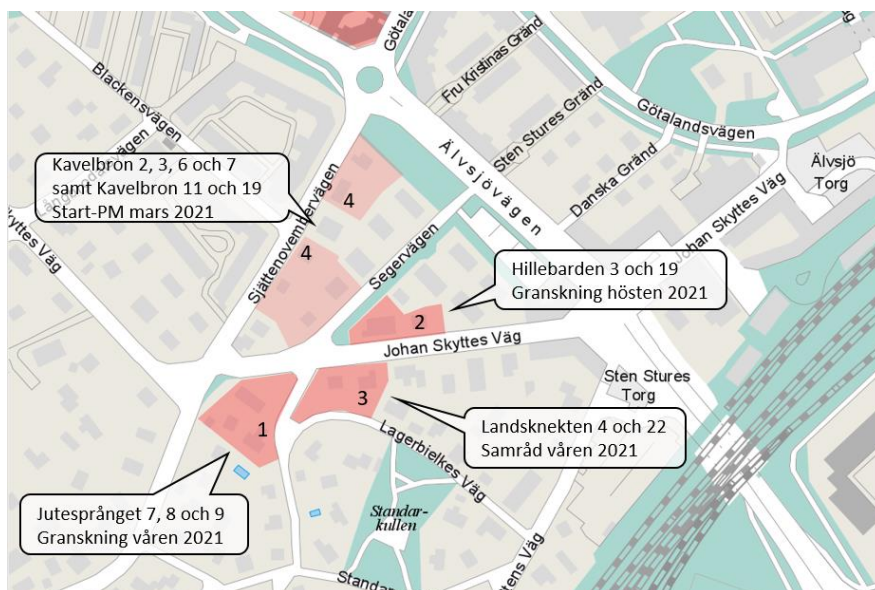 Götal
Fru Kristinas Gränd
Blackensvägen
Sten Stures Gränd
Götalandsvägen
Älvsjövägen
Danska Gränd
Älvsjö
Torg
Kavelbron 2, 3, 6 och 7
samt Kavelbron 11 och 19
Start-PM mars 2021
4
Sjättenovembervägen
Johan Skyttes Väg
Skyttes Väg
4
Segervägen
Hillebarden 3 och 19
Granskning hösten 2021
2
Johan Skyttes Väg
Sten Stures
Torg
3
1
Landsknekten 4 och 22
Samråd våren 2021
Lagerbielkes Väg
Jutesprånget 7, 8 och 9
Granskning våren 2021
Standar-
kullen
Standar
tens Väg